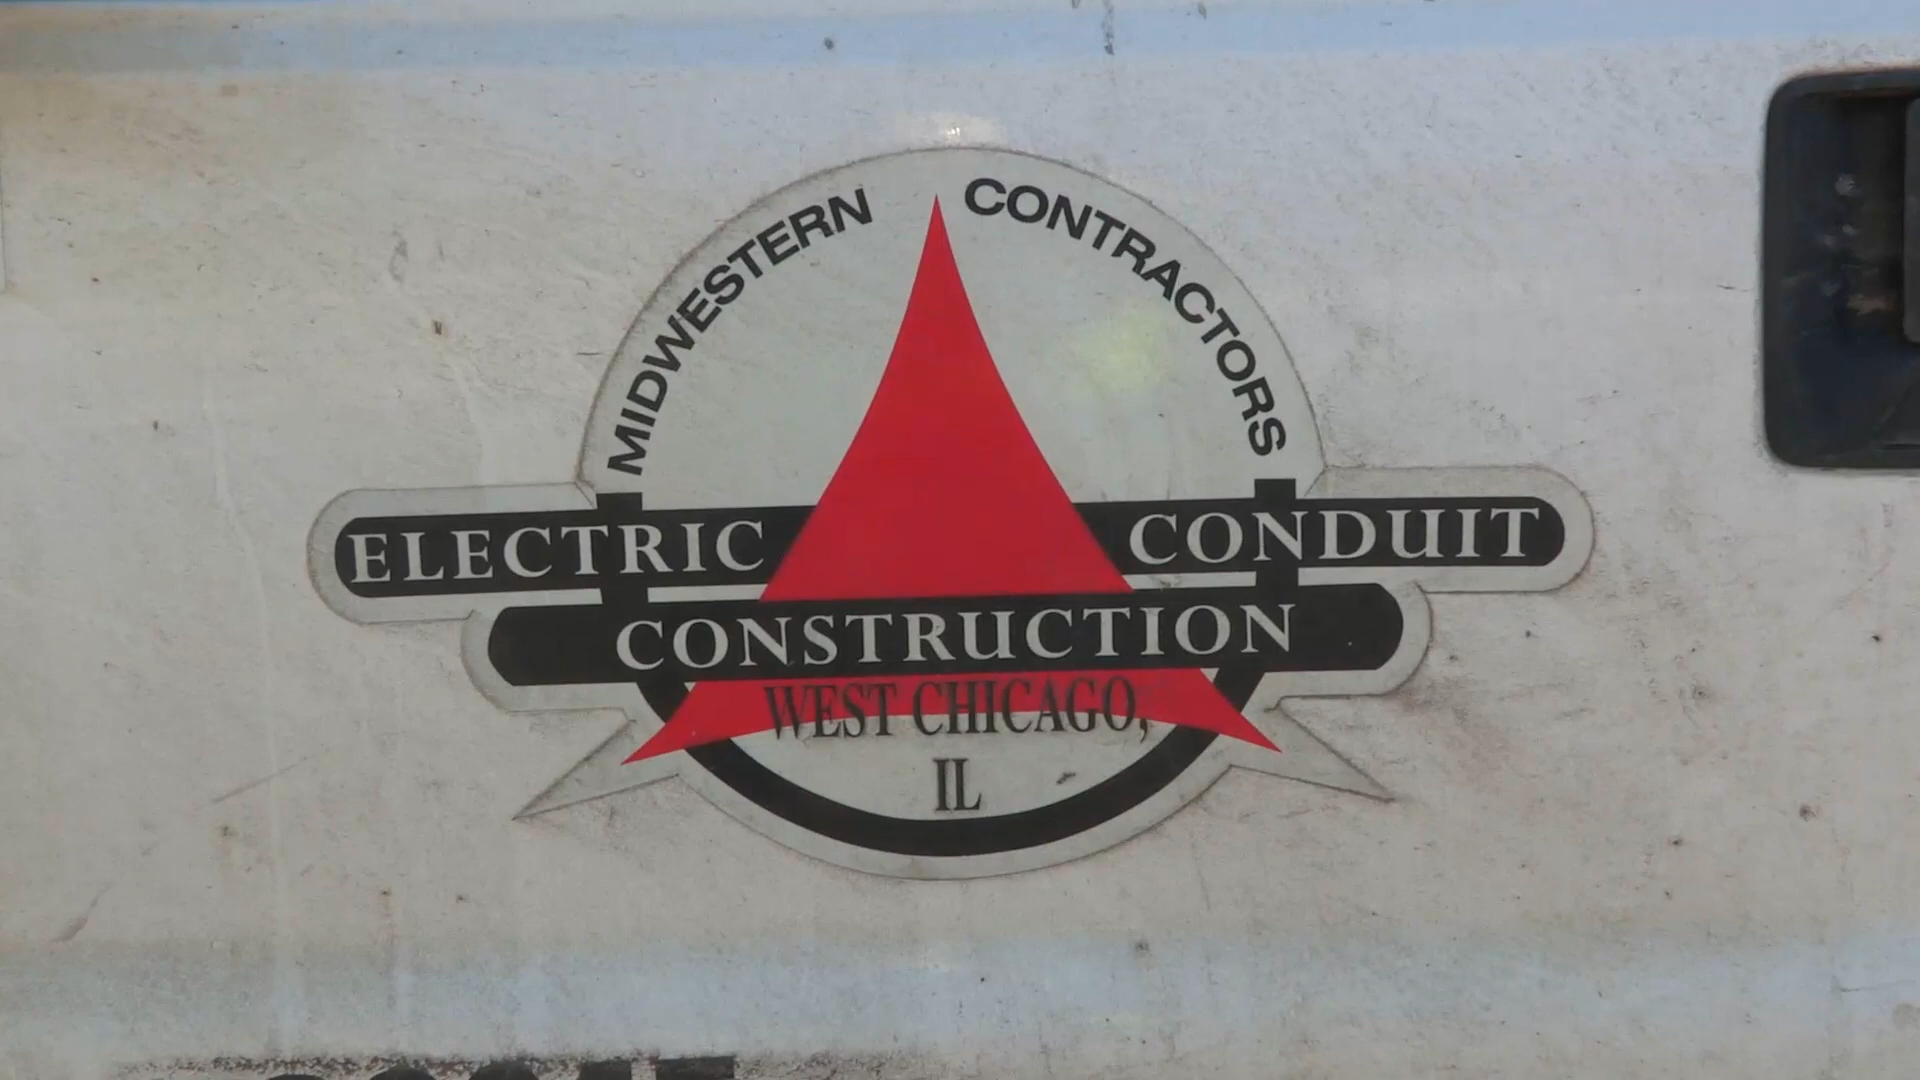 MIDWESTERN CONTRACTORS
ELECTRIC CONDUIT
CONSTRUCTION
WEST CHICAGO,
IL